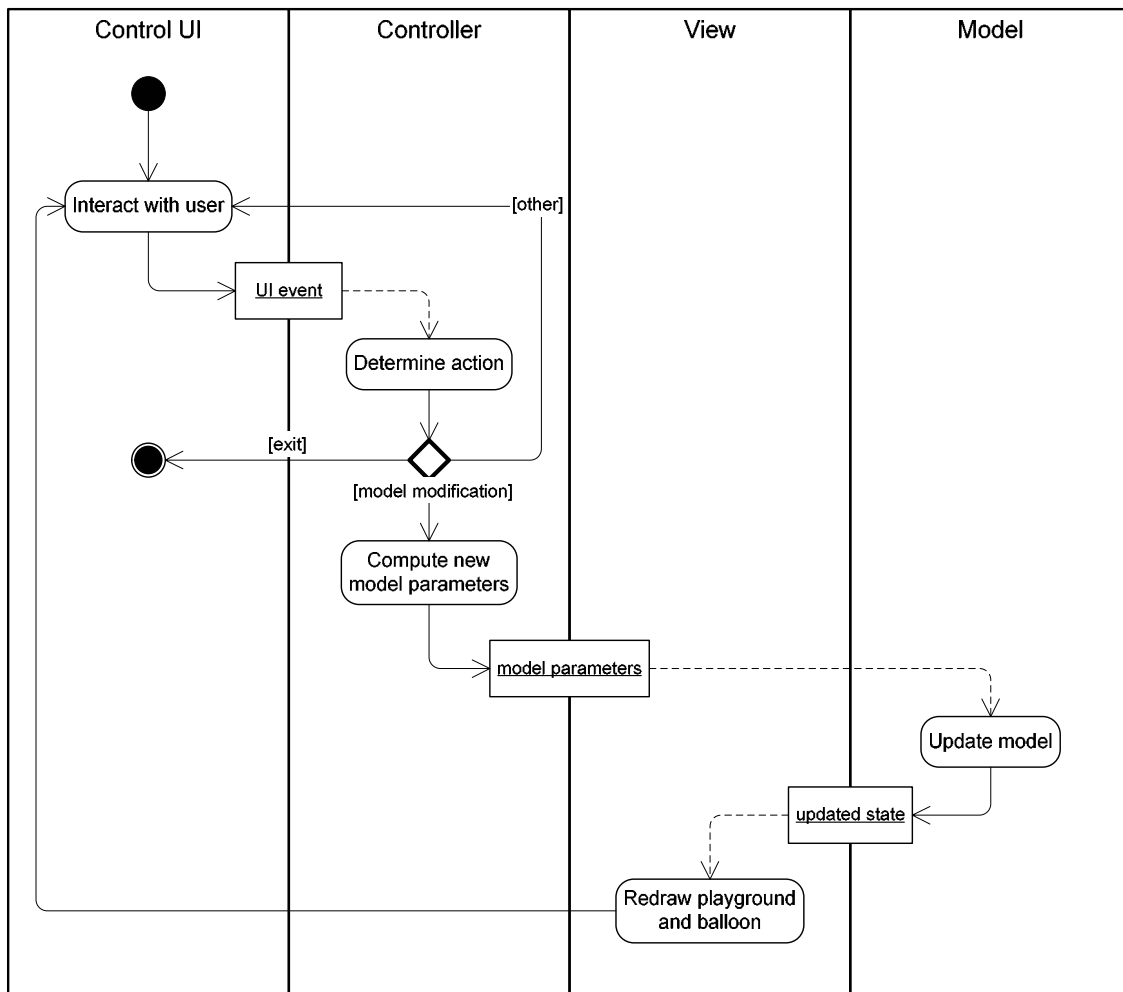 Control UI
Controller
View
Model
Interact with user
[other]
UI event
Determine action
[exit]
[model modification]
Compute new
model parameters
model parameters
Update model
updated state
Redraw playground
and balloon